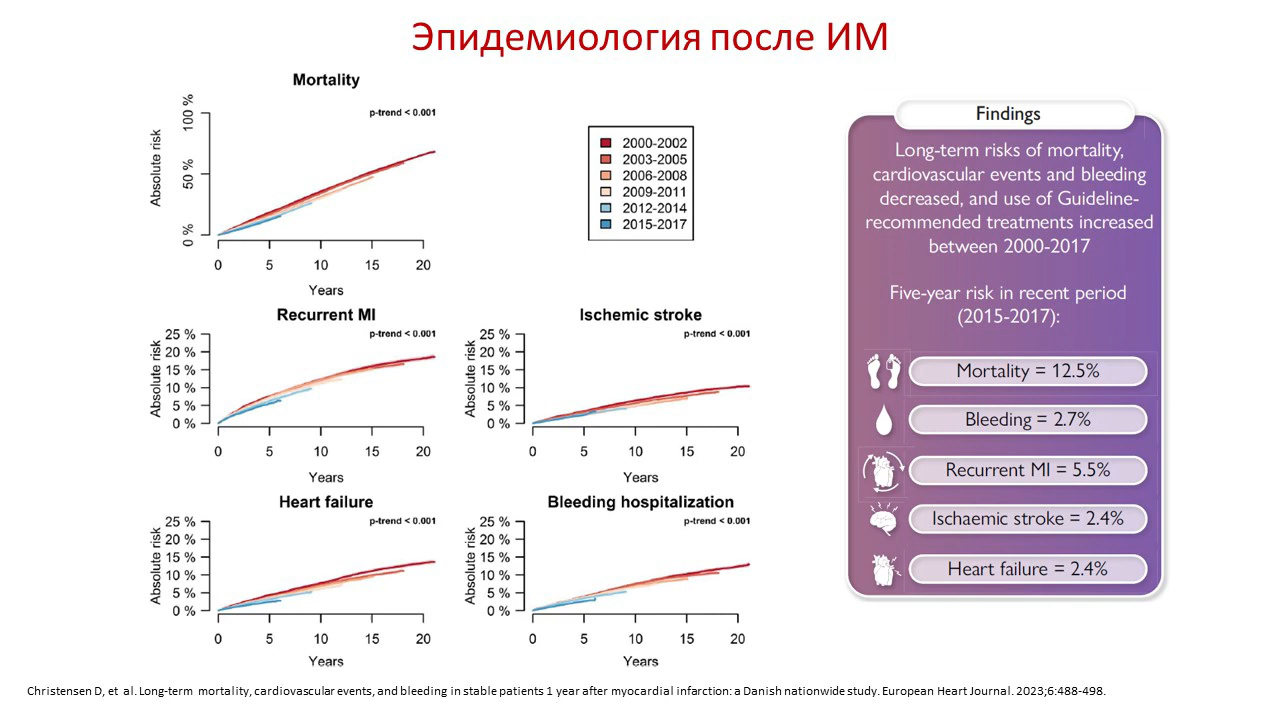 Эпидемиология после ИМ
Mortality
p-trend < 0.001
Absolute risk
100 %
50 %
0 %
0 5 10 15 20
Years
2000-2002
2003-2005
2006-2008
2009-2011
2012-2014
2015-2017
Recurrent MI
p-trend < 0.001
Absolute risk
25 %
20 %
15 %
10 %
5 %
0 %
0 5 10 15 20
Years
Ischemic stroke
p-trend < 0.001
Absolute risk
25 %
20 %
15 %
10 %
5 %
0 %
0 5 10 15 20
Years
Heart failure
p-trend < 0.001
Absolute risk
25 %
20 %
15 %
10 %
5 %
0 %
0 5 10 15 20
Years
Bleeding hospitalization
p-trend < 0.001
Absolute risk
25 %
20 %
15 %
10 %
5 %
0 %
0 5 10 15 20
Years
Findings
Long-term risks of mortality,
cardiovascular events and bleeding
decreased, and use of Guideline-
recommended treatments increased
between 2000-2017
Five-year risk in recent period
(2015-2017):
Mortality = 12.5%
Bleeding = 2.7%
Recurrent MI = 5.5%
Ischaemic stroke = 2.4%
Heart failure = 2.4%
Christensen D, et al. Long-term mortality, cardiovascular events, and bleeding in stable patients 1 year after myocardial infarction: a Danish nationwide study. European Heart Journal. 2023;6:488-498.